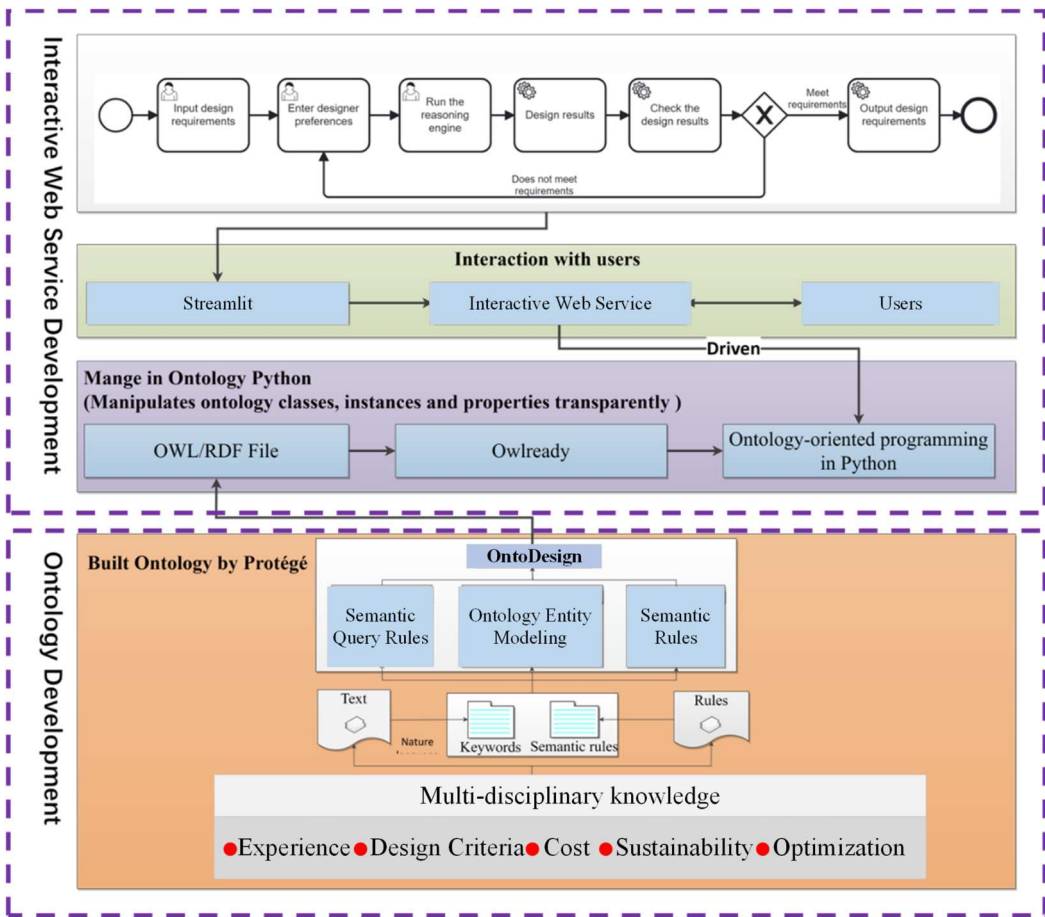 Interactive Web Service Development
Input design
requirements
Enter designer
preferences
Run the
reasoning
engine
Design results
Check the
design results
X
Meet
requirements
Output design
requirements
Does not meet
requirements
Interaction with users
Streamlit
Interactive Web Service
Users
Driven
Mange in Ontology Python
(Manipulates ontology classes, instances and properties transparently )
OWL/RDF File
Owlready
Ontology-oriented programming
in Python
Ontology Development
Built Ontology by Protégé
OntoDesign
Semantic
Query Rules
Ontology Entity
Modeling
Semantic
Rules
Text
Nature
Keywords
Semantic rules
Rules
Multi-disciplinary knowledge
●Experience ●Design Criteria● Cost ●Sustainability● Optimization